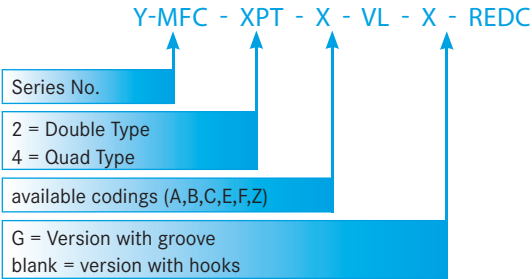 Y-MFC - XPT - X - VL - X - REDC
Series No.
2 = Double Type
4 = Quad Type
available codings (A,B,C,E,F,Z)
G = Version with groove
blank = version with hooks